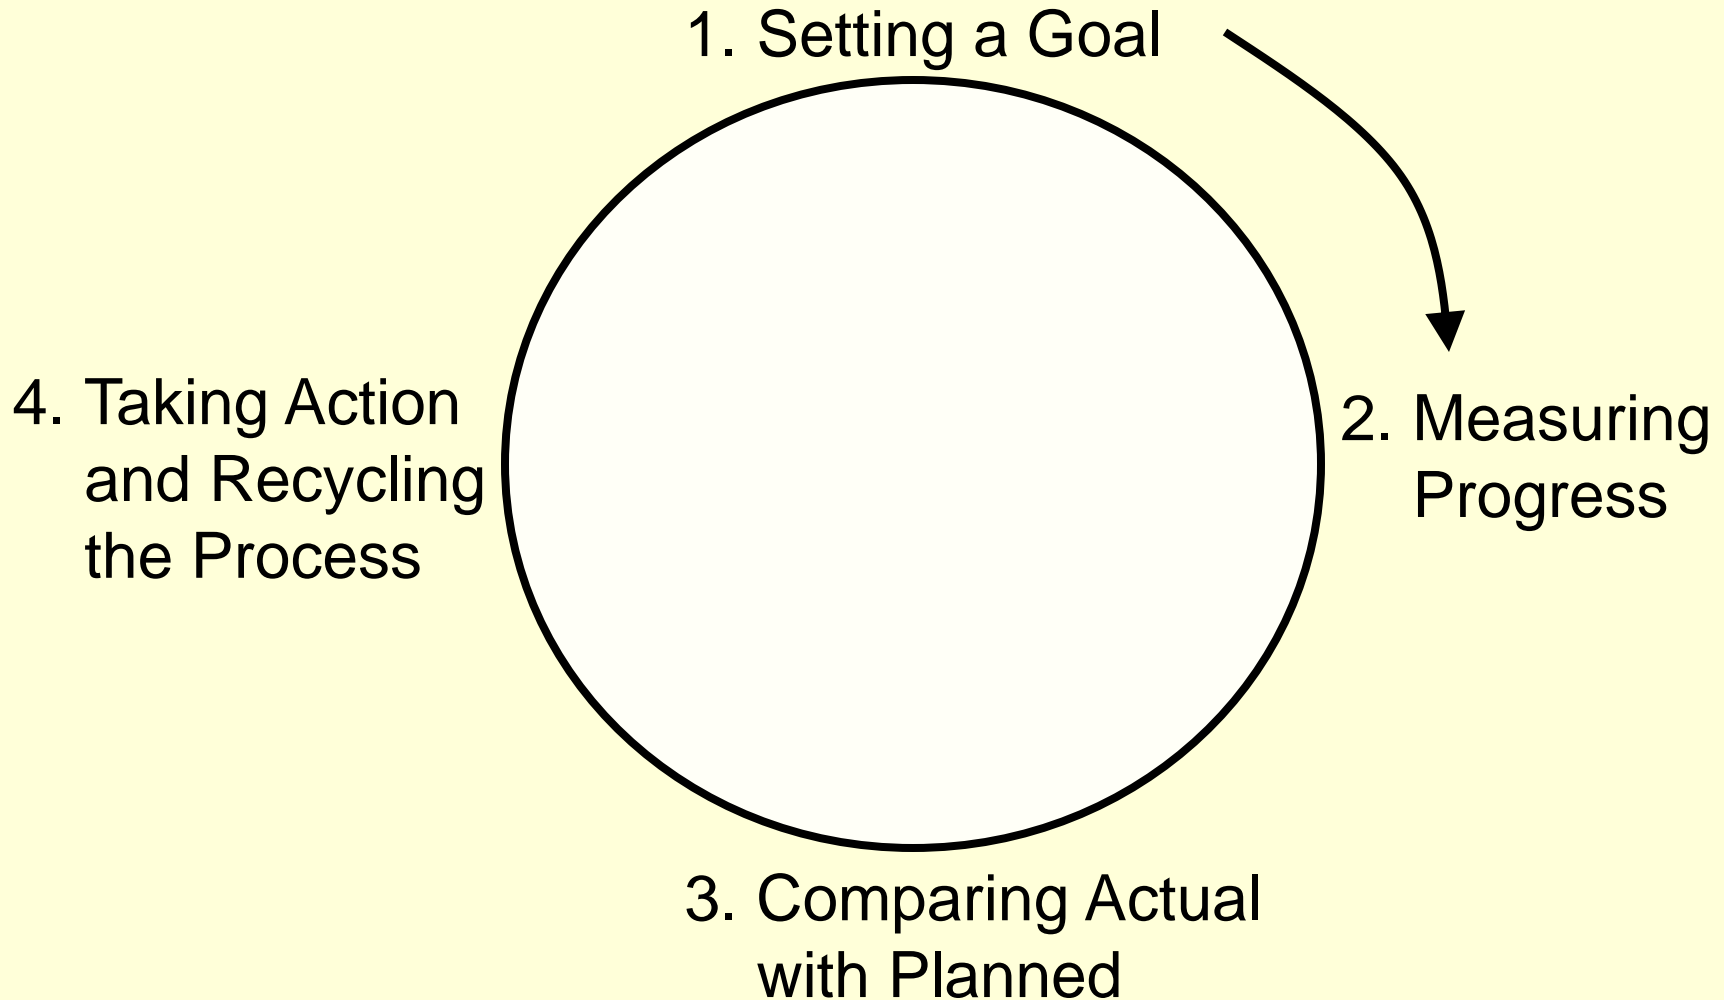 1. Setting a Goal
2. Measuring
Progress
3. Comparing Actual
with Planned
4. Taking Action
and Recycling
the Process